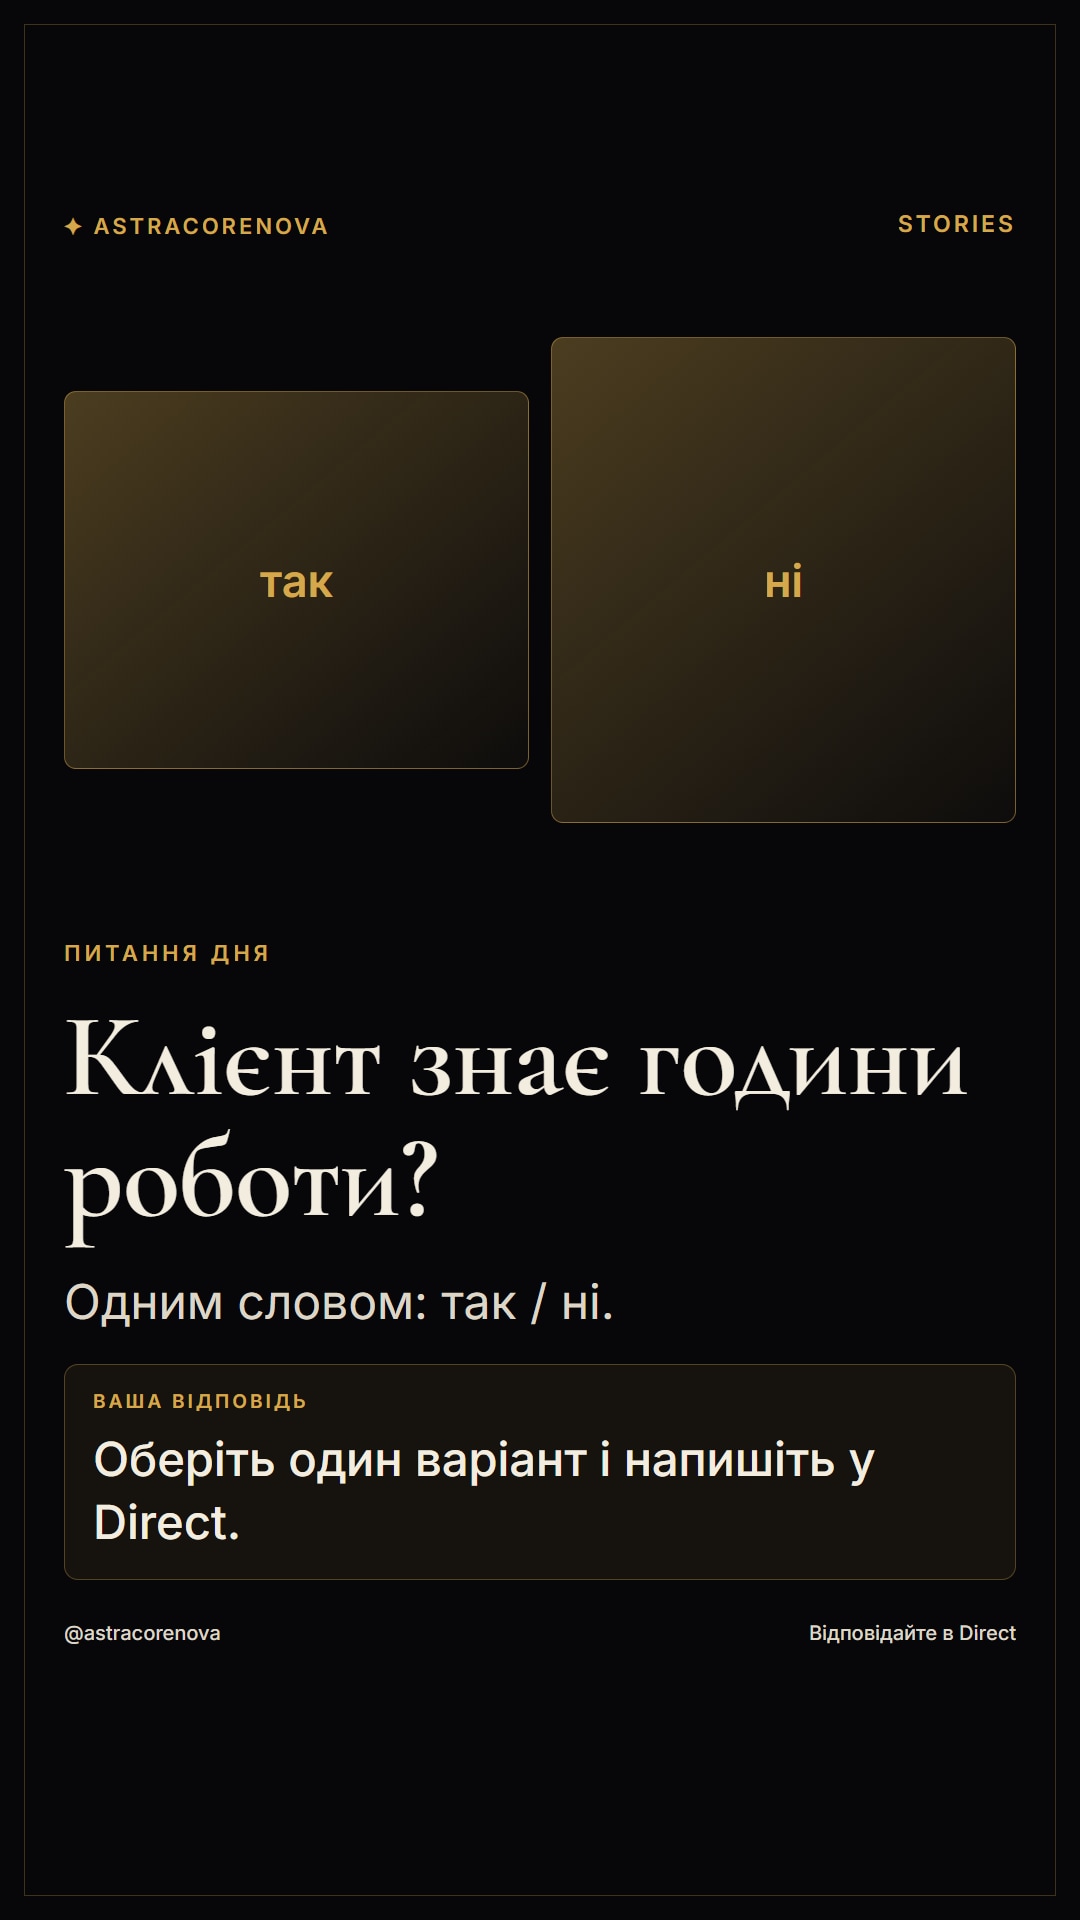 ✦ ASTRACORENOVA
STORIES
так
ні
ПИТАННЯ ДНЯ
Клієнт знає години
роботи?
Одним словом: так / ні.
ВАША ВІДПОВІДЬ
Оберіть один варіант і напишіть у
Direct.
@astracorenova
Відповідайте в Direct